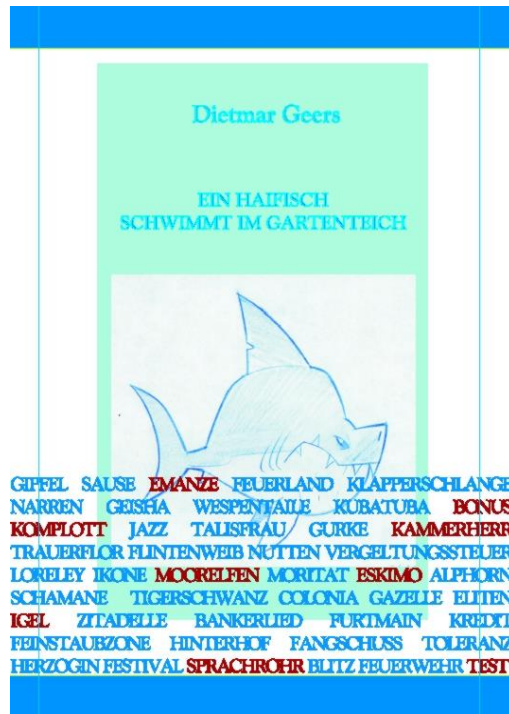 Dietmar Geers
EIN HAIFISCH
SCHWIMMT IM GARTENTEICH
GIPFEL SAUSE EMANZE FEUERLAND KLAPPERSCHLANGE
NARREN GEISHA WESPENTAILE KUBATUBA BONUS
KOMPLOTT JAZZ TALISFRAU GURKE KAMMERHERR
TRAUERFLOR FLINTENWEIB NUTTEN VERGELTUNGSSTEUER
LORELEY IKONE MOORELFEN MORITAT ESKIMO ALPHORN
SCHAMANE TIGERSCHWANZ COLONIA GAZELLE ELITEN
IGEL ZITADELLE BANKERLIED FURTMAIN KREDIT
FEINSTAUBZONE HINTERHOF FANGSCHUSS TOLERANZ
HERZOGIN FESTIVAL SPRACHROHR BLITZ FEUERWEHR TEST